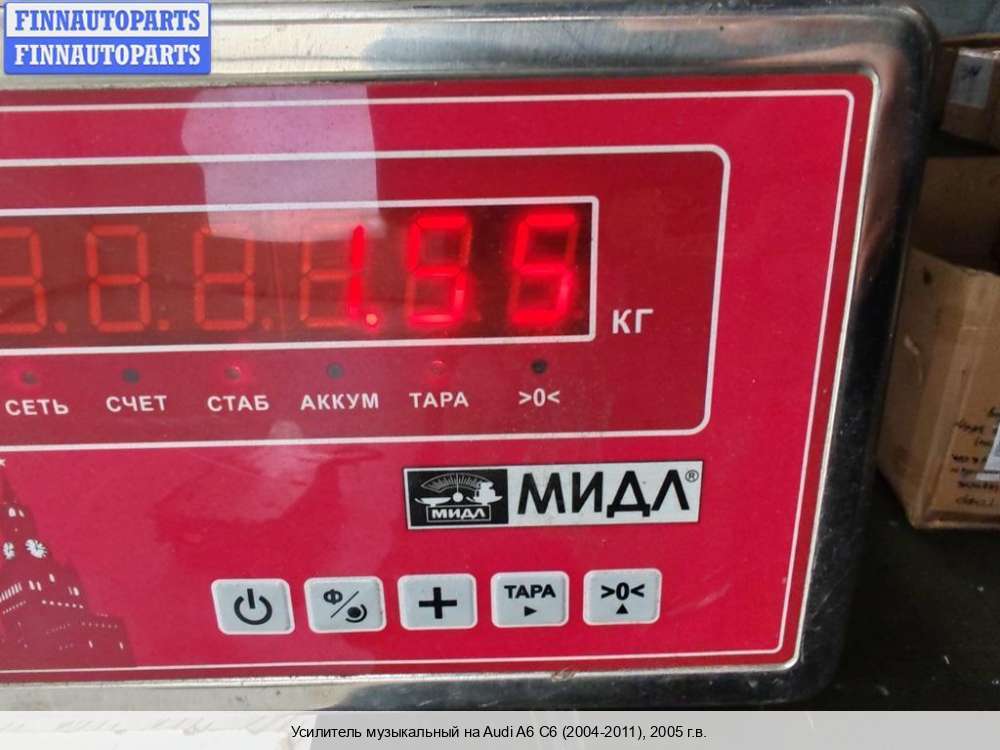 FINNAUTOPARTS
FINNAUTOPARTS
1.55
КГ
СЕТЬ СЧЕТ СТАБ АККУМ ТАРА >0<
МИДЛ МИДЛ®
Ф ТАРА >0<
Усилитель музыкальный на Audi A6 C6 (2004-2011), 2005 г.в.